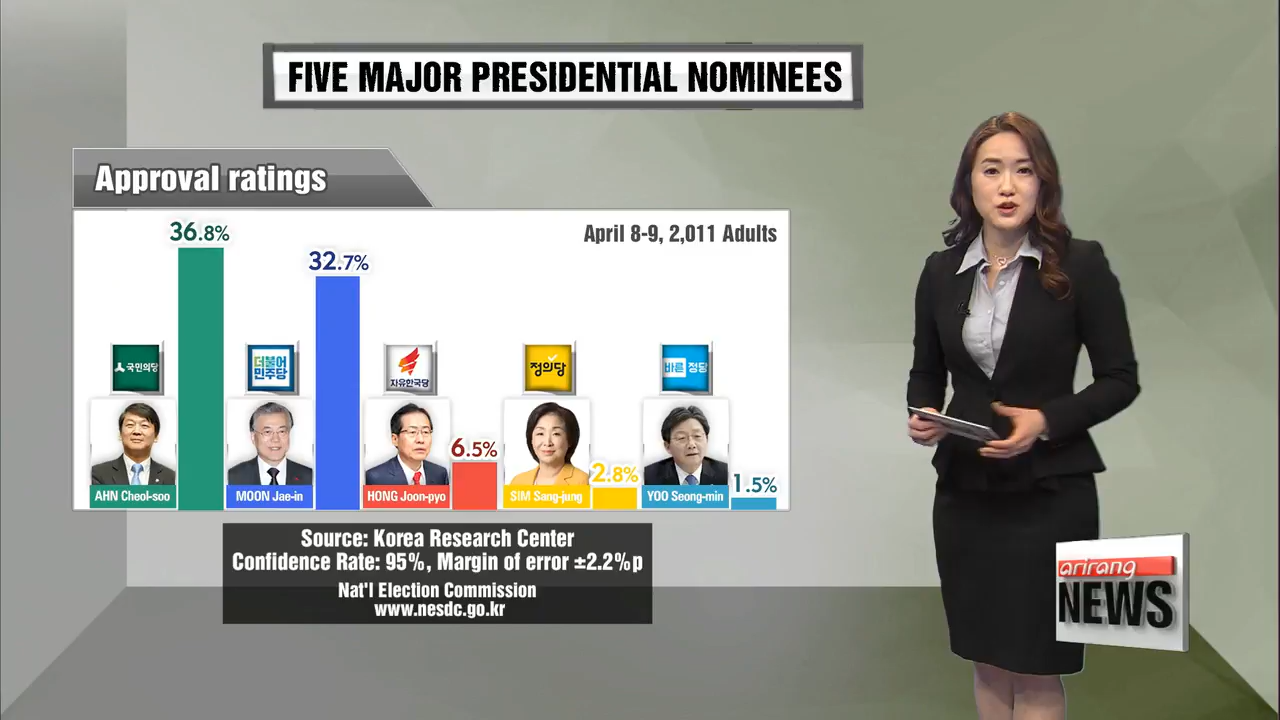 FIVE MAJOR PRESIDENTIAL NOMINEES
Approval ratings
April 8-9, 2,011 Adults
36.8%
32.7%
6.5%
2.8%
1.5%
국민의당
더불어
민주당
자유한국당
정의당
바른정당
AHN Cheol-soo
MOON Jae-in
HONG Joon-pyo
SIM Sang-jung
YOO Seong-min
Source: Korea Research Center
Confidence Rate: 95%, Margin of error ±2.2%p
Nat'l Election Commission
www.nesdc.go.kr
arirang
NEWS